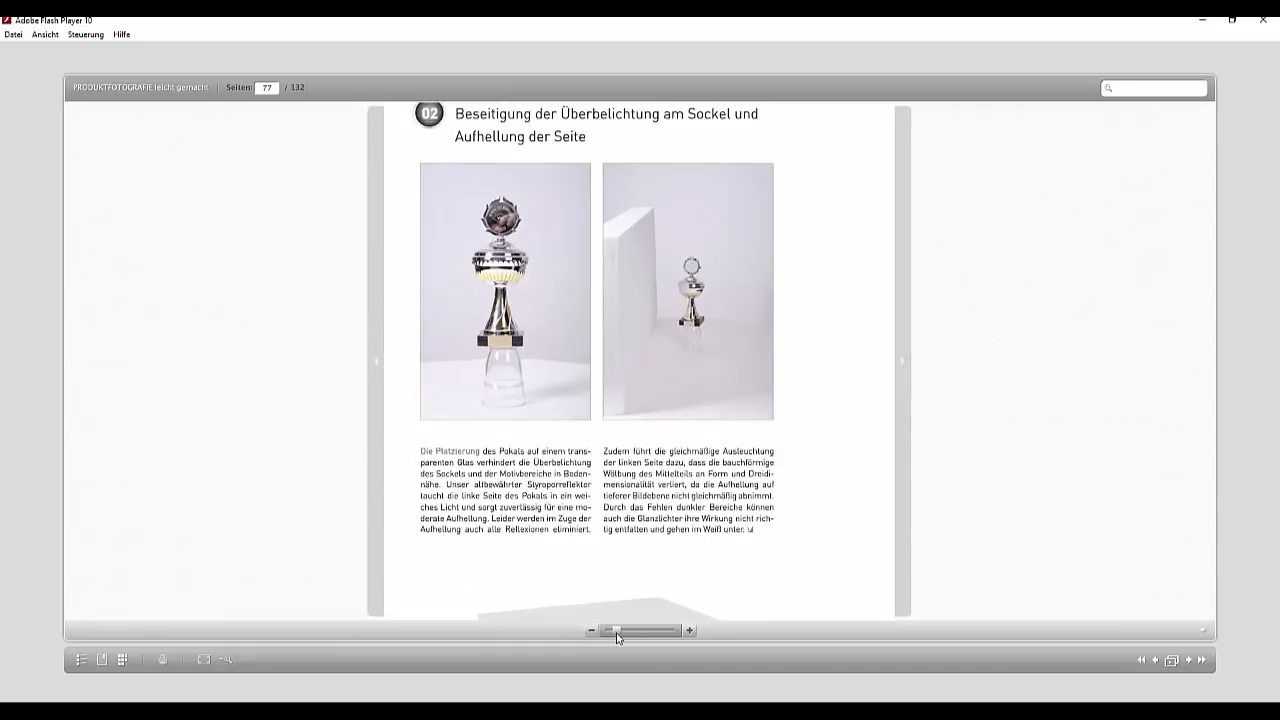 Adobe Flash Player 10
Datei Ansicht Steuerung Hilfe
PRODUKTFOTOGRAFIE leicht gemacht Seiten: 77 / 132
02 Beseitigung der Überbelichtung am Sockel und
Aufhellung der Seite
Die Platzierung des Pokals auf einem trans-
parenten Glas verhindert die Überbelichtung
des Sockels und der Motivbereiche in Boden-
nähe. Unser altbewährter Styroporreflektor
taucht die linke Seite des Pokals in ein wei-
ches Licht und sorgt zuverlässig für eine mo-
derate Aufhellung. Leider werden im Zuge der
Aufhellung auch alle Reflexionen eliminiert.
Zudem führt die gleichmäßige Ausleuchtung
der linken Seite dazu, dass die bauchförmige
Wölbung des Mittelteils an Form und Dreidi-
mensionalität verliert, da die Aufhellung auf
tieferer Bildebene nicht gleichmäßig abnimmt.
Durch das Fehlen dunkler Bereiche können
auch die Glanzlichter ihre Wirkung nicht rich-
tig entfalten und gehen im Weiß unter.